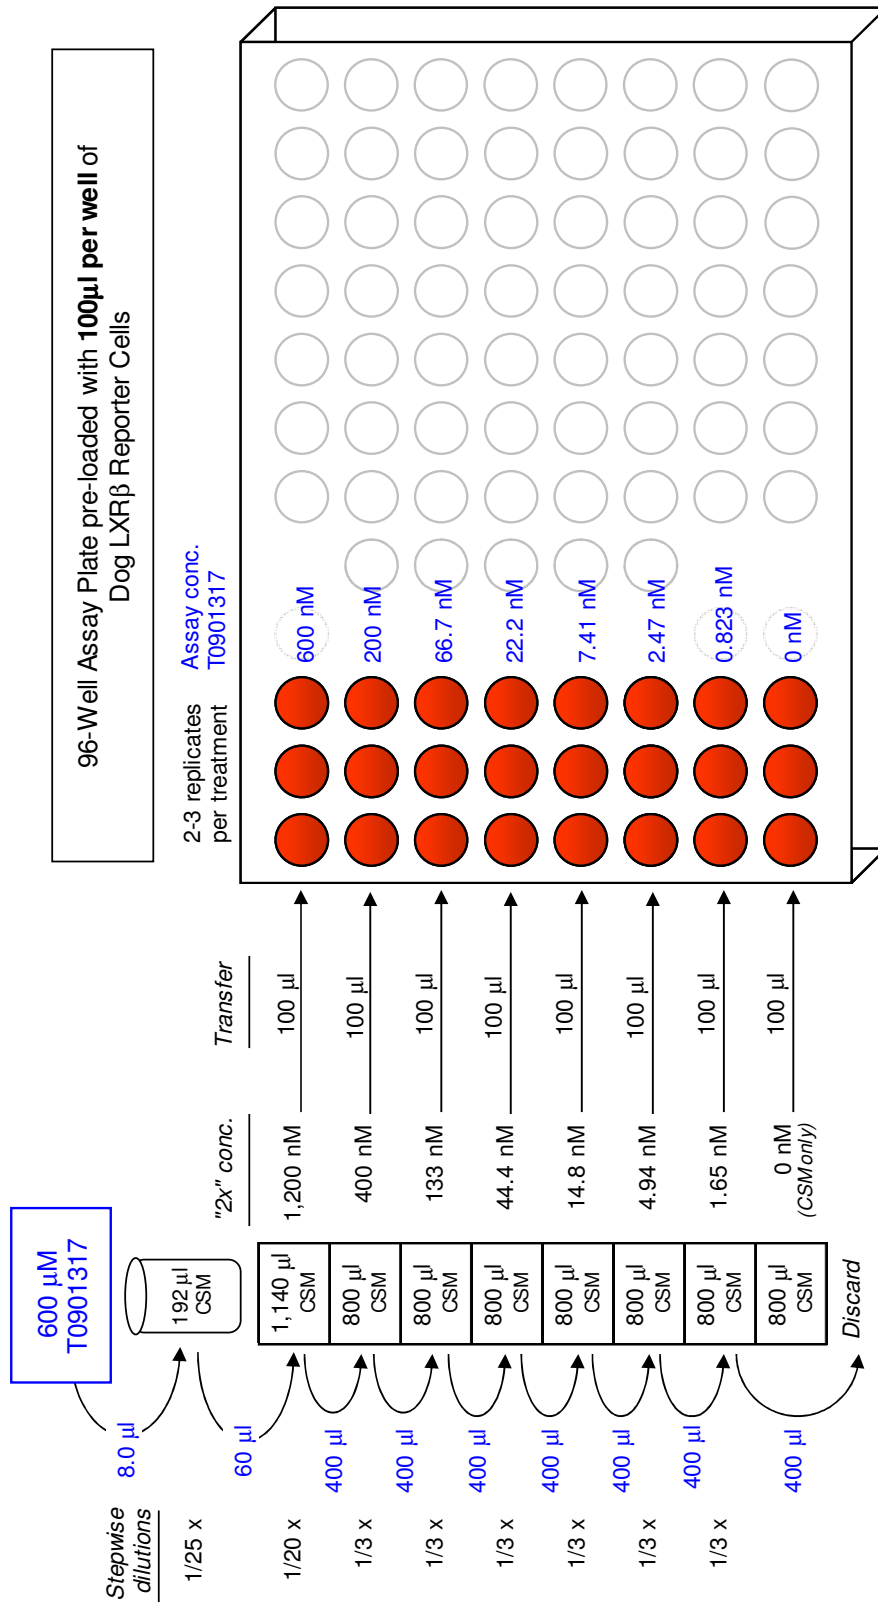 96-Well Assay Plate pre-loaded with 100µl per well of
Dog LXRβ Reporter Cells
600 µM
T0901317
Stepwise
dilutions
"2x" conc.
Transfer
2-3 replicates
per treatment
Assay conc.
T0901317
1/25 x
8.0 µl
192 µl
CSM
1/20 x
60 µl
1,140 µl
CSM
1,200 nM
100 µl
600 nM
1/3 x
400 µl
800 µl
CSM
400 nM
100 µl
200 nM
1/3 x
400 µl
800 µl
CSM
133 nM
100 µl
66.7 nM
1/3 x
400 µl
800 µl
CSM
44.4 nM
100 µl
22.2 nM
1/3 x
400 µl
800 µl
CSM
14.8 nM
100 µl
7.41 nM
1/3 x
400 µl
800 µl
CSM
4.94 nM
100 µl
2.47 nM
1/3 x
400 µl
800 µl
CSM
1.65 nM
100 µl
0.823 nM
400 µl
800 µl
CSM
0 nM
(CSM only)
100 µl
0 nM
Discard